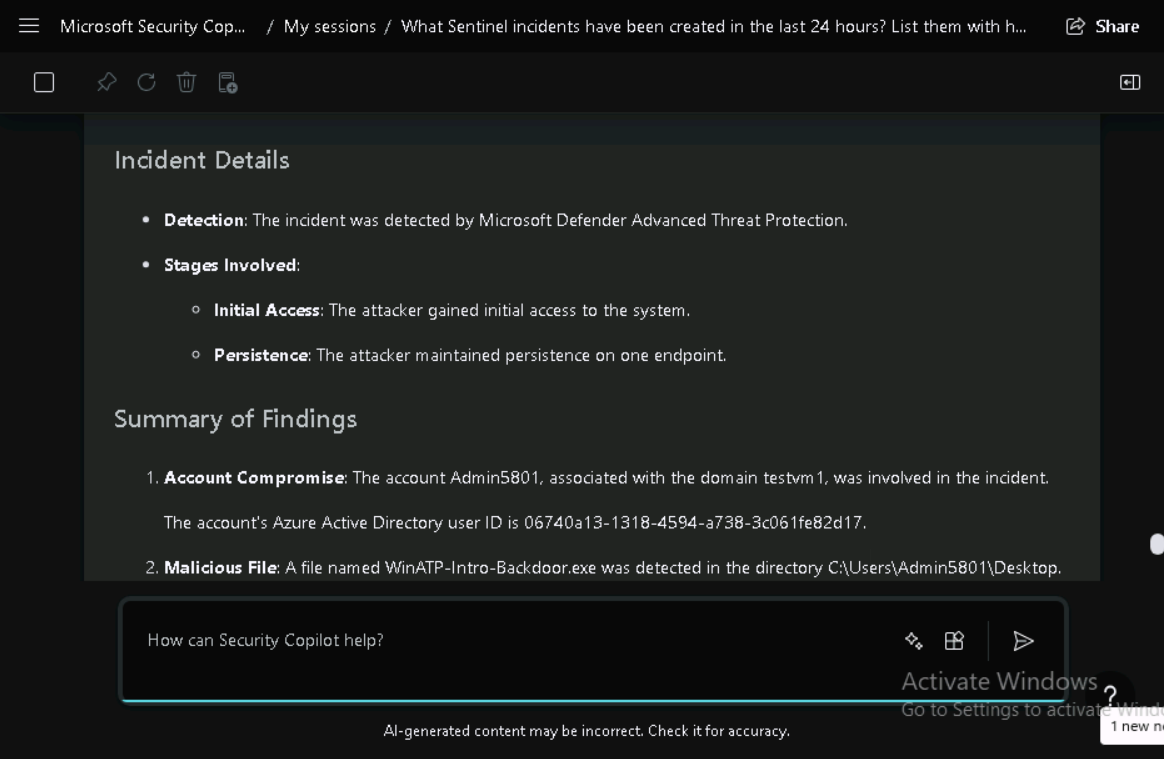 Microsoft Security Cop... / My sessions / What Sentinel incidents have been created in the last 24 hours? List them with h... Share
Incident Details
Detection: The incident was detected by Microsoft Defender Advanced Threat Protection.
Stages Involved:
Initial Access: The attacker gained initial access to the system.
Persistence: The attacker maintained persistence on one endpoint.
Summary of Findings
1. Account Compromise: The account Admin5801, associated with the domain testvm1, was involved in the incident.
The account's Azure Active Directory user ID is 06740a13-1318-4594-a738-3c061fe82d17.
2. Malicious File: A file named WinATP-Intro-Backdoor.exe was detected in the directory C:\Users\Admin5801\Desktop.
How can Security Copilot help?
Activate Windows
Go to Settings to activate Windo
?
1 new n
AI-generated content may be incorrect. Check it for accuracy.